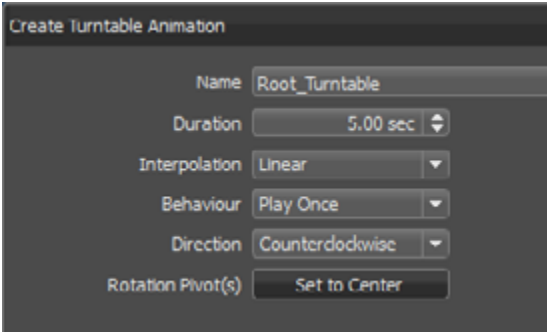 Create Turntable Animation
Name Root_Turntable
Duration 5.00 sec
Interpolation Linear
Behaviour Play Once
Direction Counterclockwise
Rotation Pivot(s) Set to Center